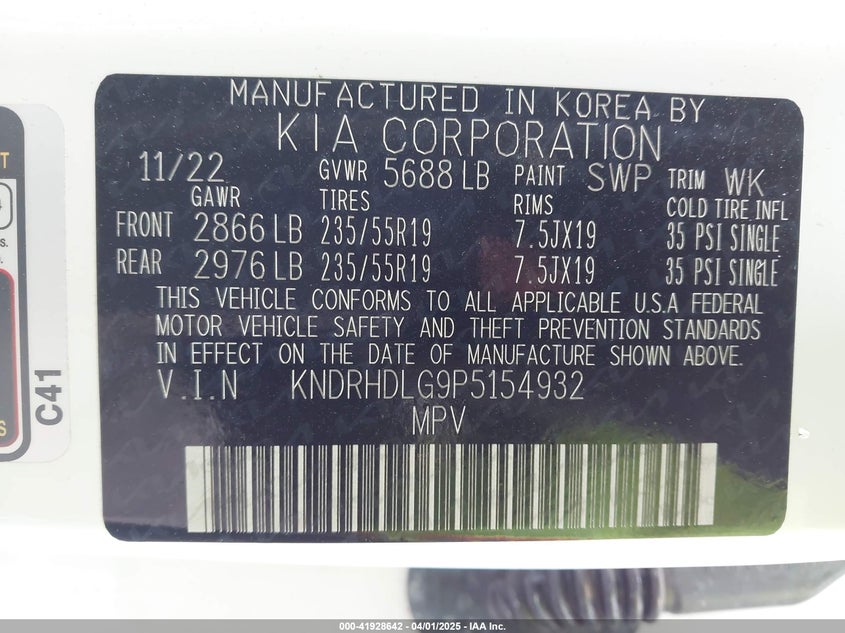 MANUFACTURED IN KOREA BY
KIA CORPORATION
11/22 GVWR 5688 LB PAINT SWP TRIM WK
GAWR TIRES RIMS COLD TIRE INFL
FRONT 2866 LB 235/55R19 7.5JX19 35 PSI SINGLE
REAR 2976 LB 235/55R19 7.5JX19 35 PSI SINGLE
THIS VEHICLE CONFORMS TO ALL APPLICABLE U.S.A FEDERAL
MOTOR VEHICLE SAFETY AND THEFT PREVENTION STANDARDS
IN EFFECT ON THE DATE OF MANUFACTURE SHOWN ABOVE.
V.I.N KNDRHDLG9P5154932
MPV
C41
000-41928642 - 04/01/2025 - © IAA Inc.